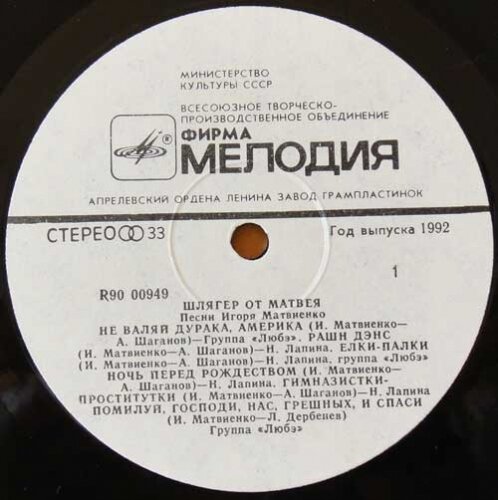 МИНИСТЕРСТВО
КУЛЬТУРЫ СССР
ВСЕСОЮЗНОЕ ТВОРЧЕСКО-
ПРОИЗВОДСТВЕННОЕ ОБЪЕДИНЕНИЕ
ФИРМА
МЕЛОДИЯ
АПРЕЛЕВСКИЙ ОРДЕНА ЛЕНИНА ЗАВОД ГРАМПЛАСТИНОК
СТЕРЕО 33
Год выпуска 1992
1
R90 00949
ШЛЯГЕР ОТ МАТВЕЯ
Песни Игоря Матвиенко
НЕ ВАЛЯЙ ДУРАКА, АМЕРИКА (И. Матвиенко—
А. Шаганов)—Группа «Любэ». РАШН ДЭНС
(И. Матвиенко—А. Шаганов)—Н. Лапина. ЕЛКИ-ПАЛКИ
(И. Матвиенко—А. Шаганов)—Н. Лапина, группа «Любэ»
НОЧЬ ПЕРЕД РОЖДЕСТВОМ (И. Матвиенко—
А. Шаганов)—Н. Лапина. ГИМНАЗИСТКИ-
ПРОСТИТУТКИ (И. Матвиенко—А. Шаганов)—Н. Лапина
ПОМИЛУЙ, ГОСПОДИ, НАС, ГРЕШНЫХ, И СПАСИ
(И. Матвиенко—Л. Дербенев)
Группа «Любэ»